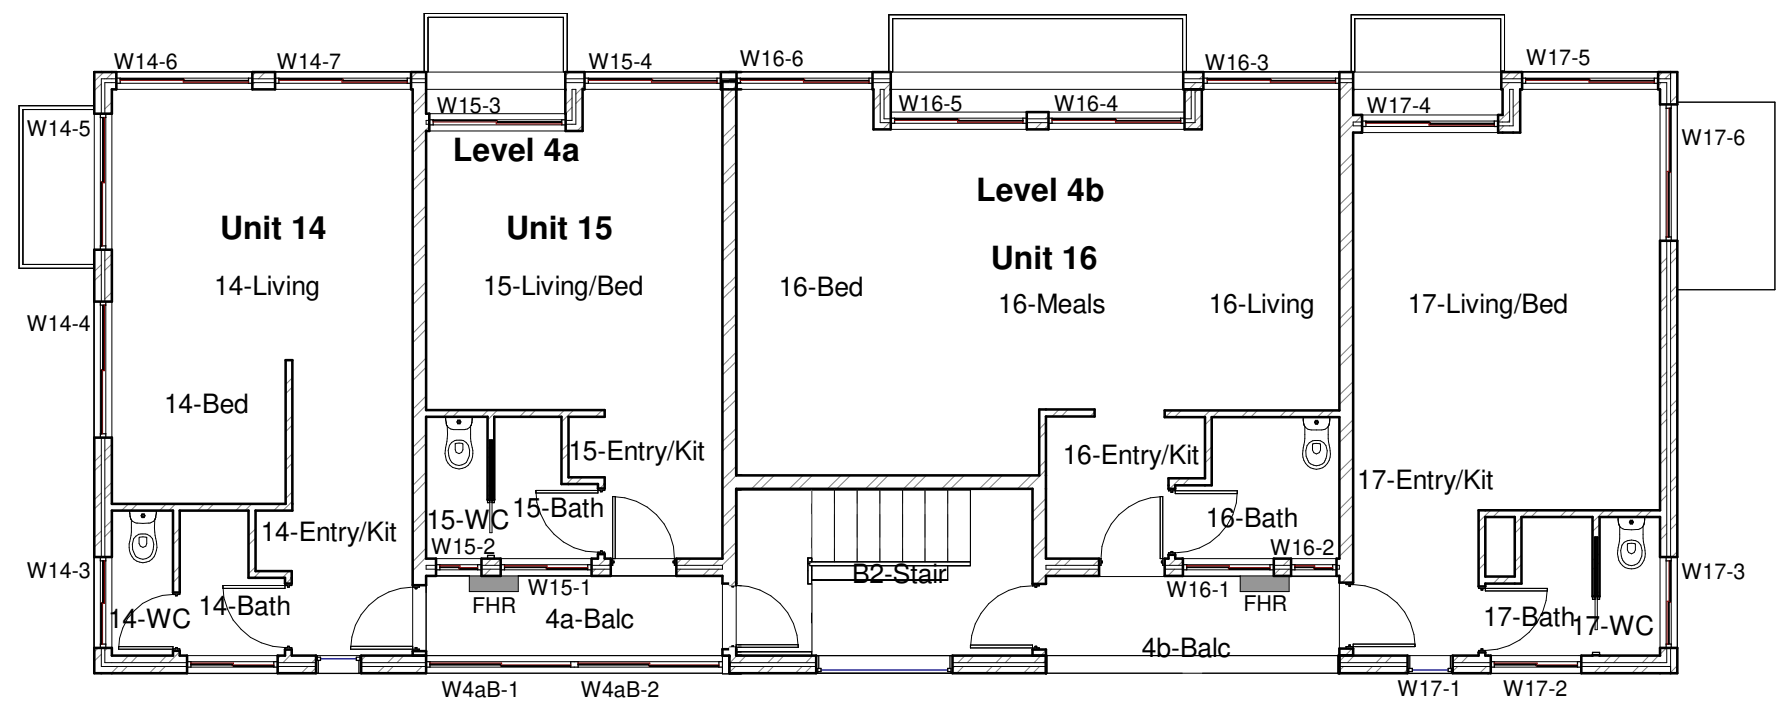 W14-6
W14-7
W15-4
W16-6
W16-3
W17-5
W14-5
W15-3
W16-5
W16-4
W17-4
W17-6
Level 4a
Level 4b
Unit 14
Unit 15
Unit 16
14-Living
15-Living/Bed
16-Bed
16-Meals
16-Living
17-Living/Bed
W14-4
14-Bed
15-Entry/Kit
16-Entry/Kit
17-Entry/Kit
15-WC
15-Bath
16-Bath
14-Entry/Kit
W15-2
W16-2
W14-3
B2-Stair
W17-3
W15-1
W16-1
FHR
FHR
14-WC
14-Bath
4a-Balc
17-Bath
17-WC
4b-Balc
W4aB-1
W4aB-2
W17-1
W17-2